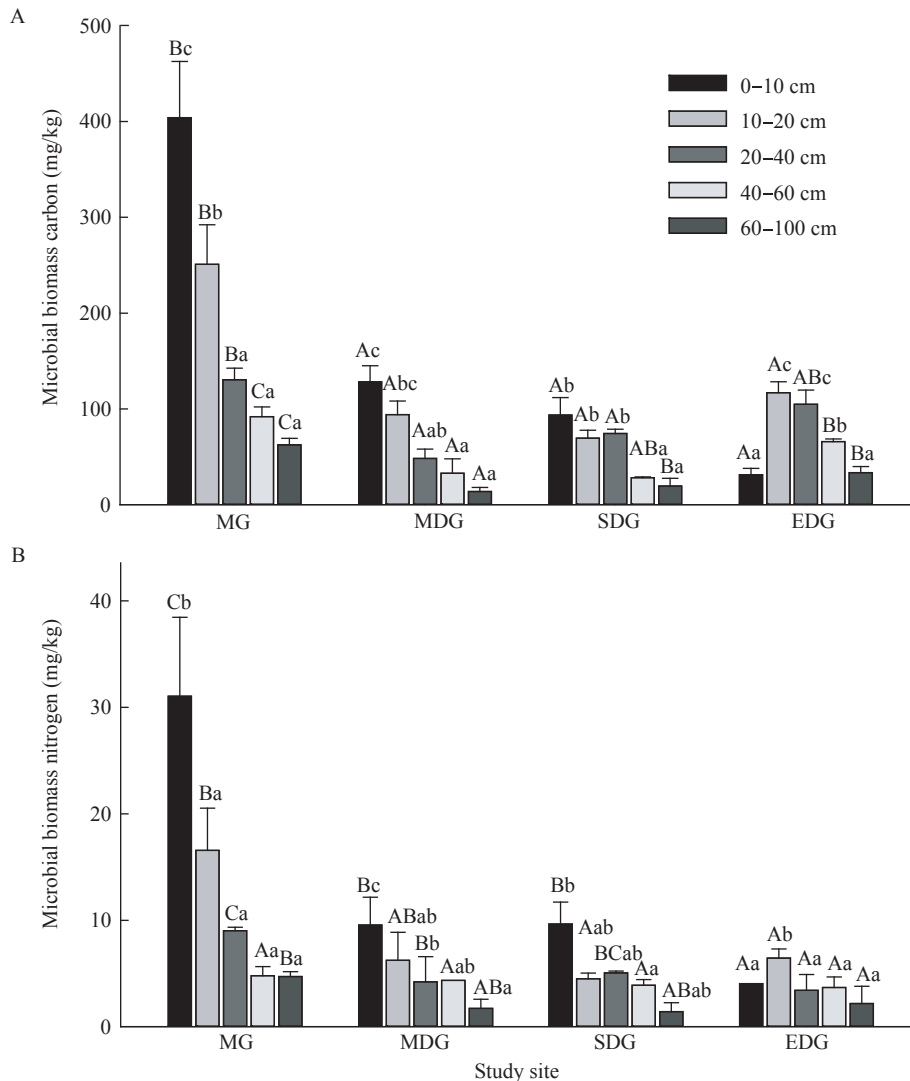 A
500
400
300
200
100
0
Microbial biomass carbon (mg/kg)
Bc
Bb
Ba
Ca
Ca
Ac
Abc
Aab
Aa
Aa
Ab
Ab
Ab
ABa
Ba
Aa
Ac
ABc
Bb
Ba
0–10 cm
10–20 cm
20–40 cm
40–60 cm
60–100 cm
MG MDG SDG EDG
B
40
30
20
10
0
Microbial biomass nitrogen (mg/kg)
Cb
Ba
Ca
Aa
Ba
Bc
ABab
Bb
Aab
ABa
Bb
Aab
BCab
Aa
ABab
Aa
Ab
Aa
Aa
Aa
MG MDG SDG EDG
Study site